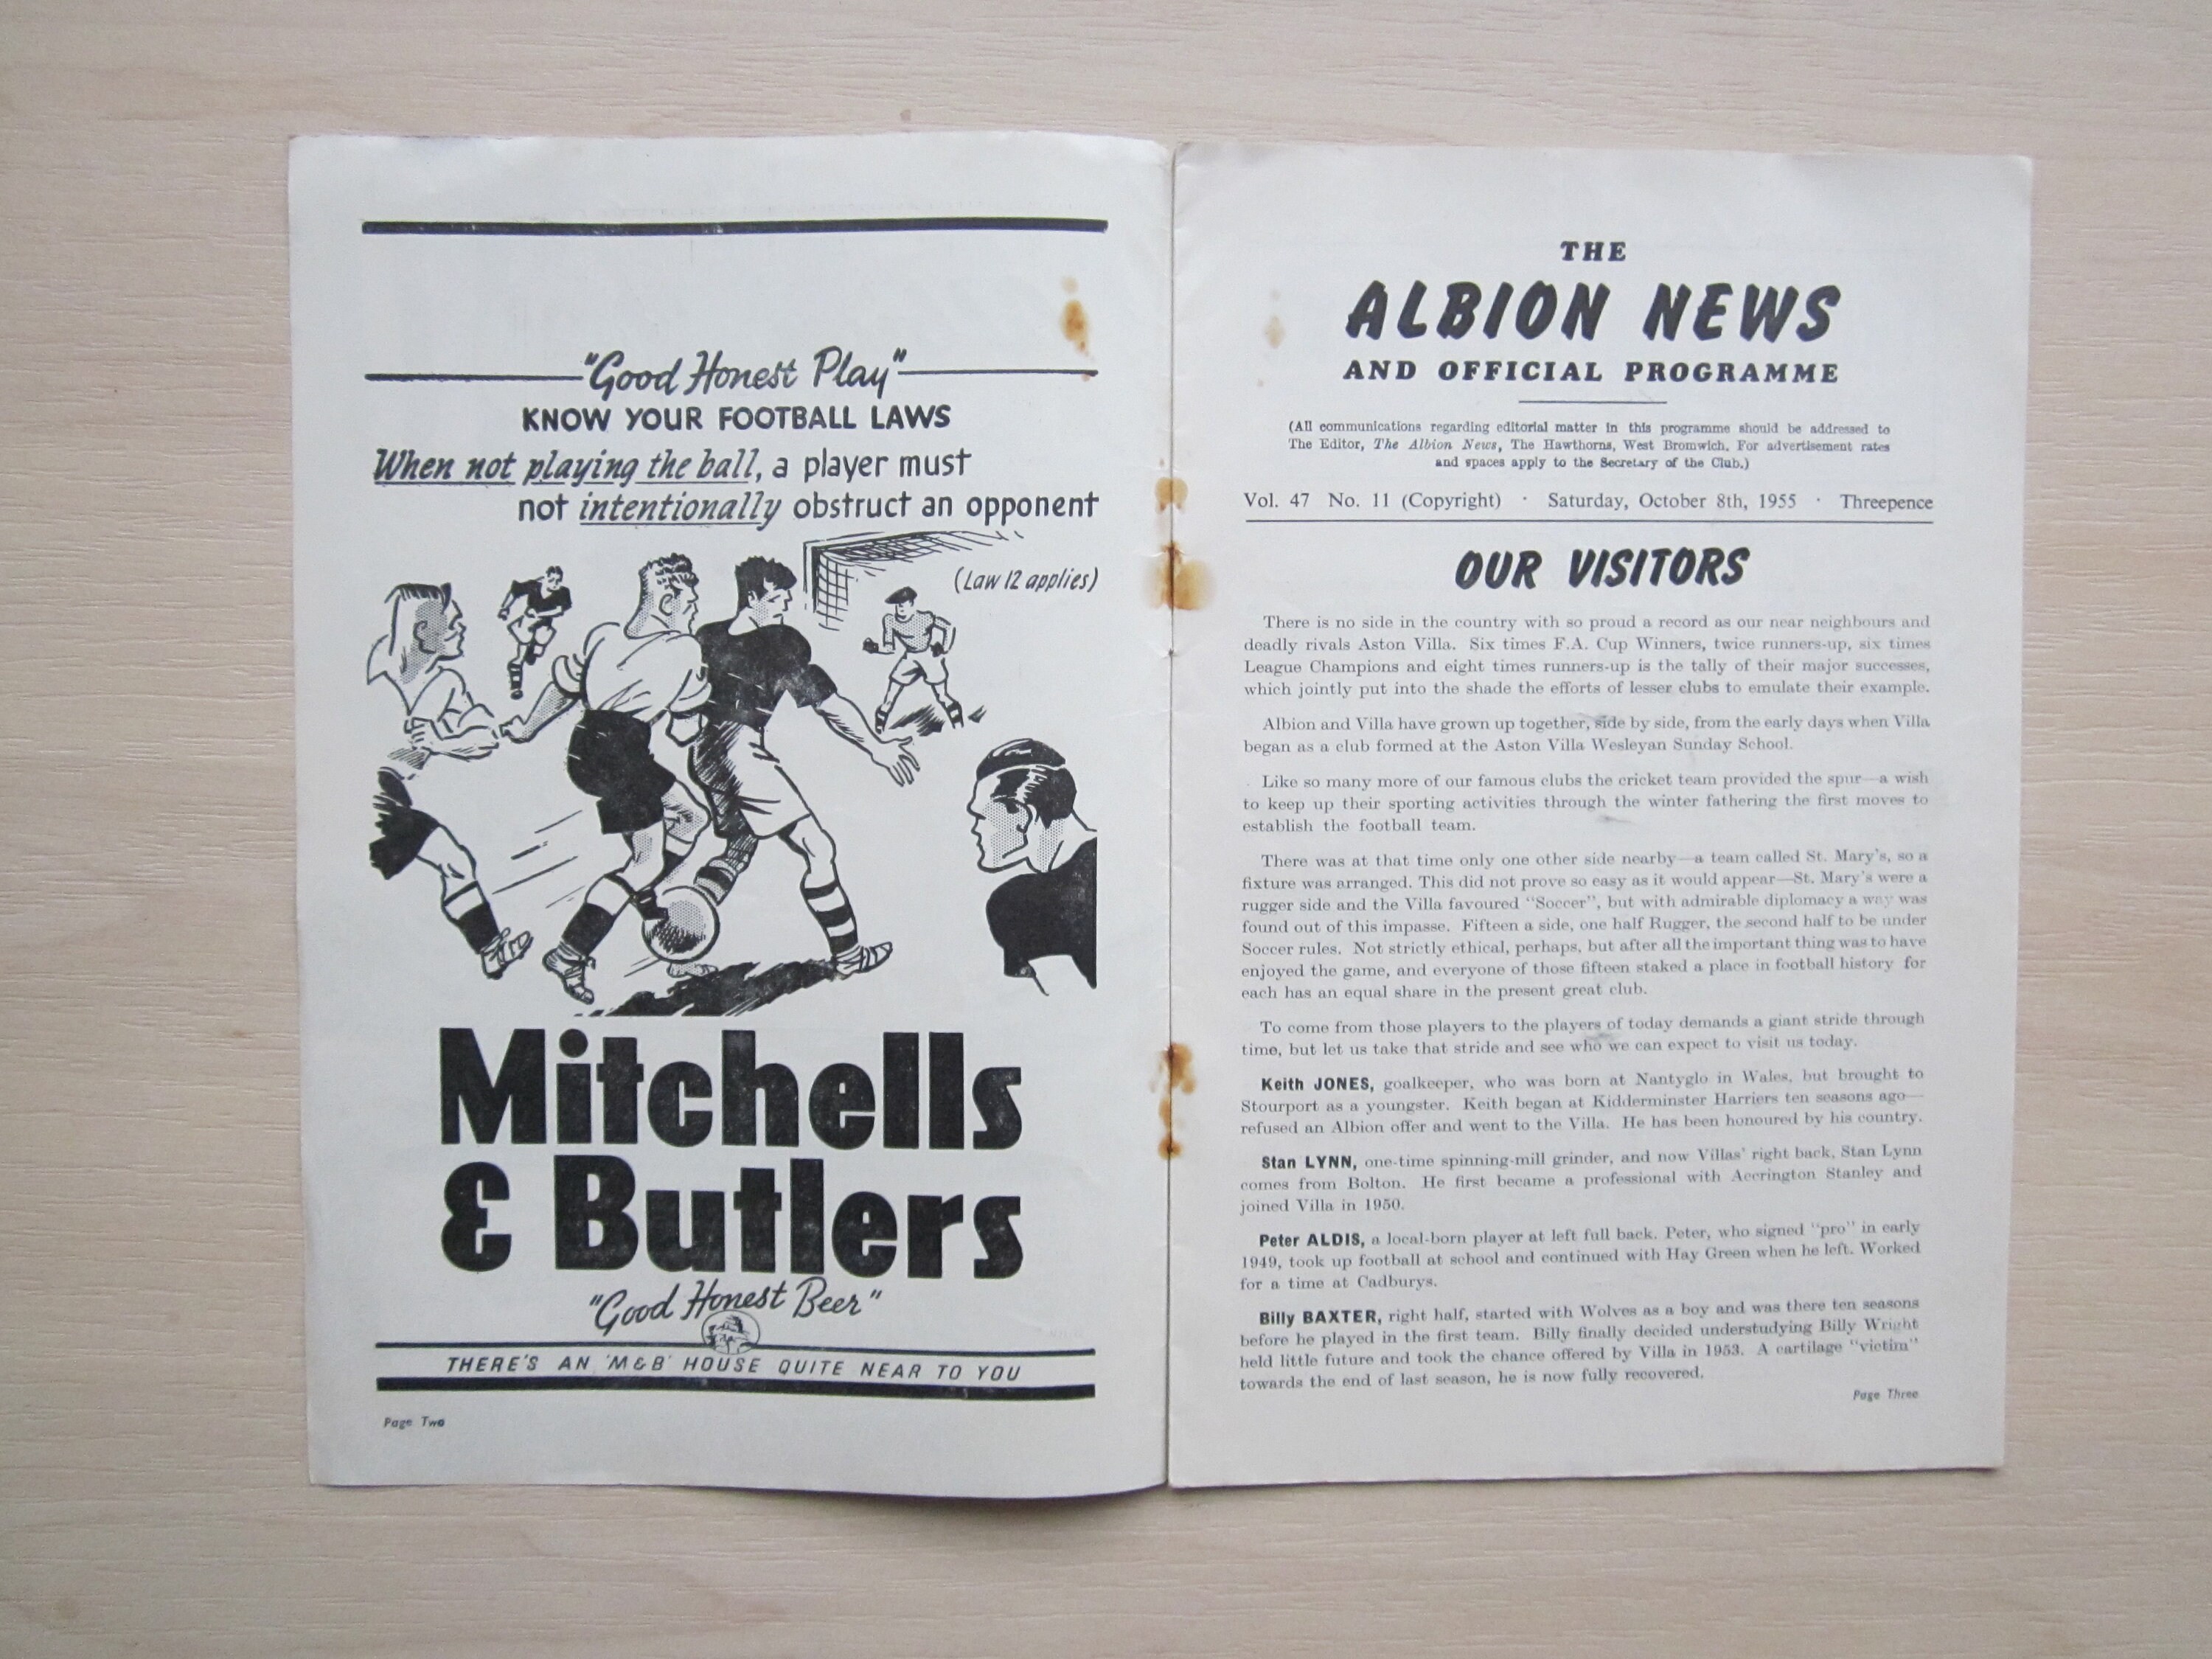 "Good Honest Play"
KNOW YOUR FOOTBALL LAWS
When not playing the ball, a player must
not intentionally obstruct an opponent
(Law 12 applies)
Mitchells
& Butlers
"Good Honest Beer"
THERE'S AN 'M&B' HOUSE QUITE NEAR TO YOU
Page Two
THE
ALBION NEWS
AND OFFICIAL PROGRAMME
(All communications regarding editorial matter in this programme should be addressed to
The Editor, The Albion News, The Hawthorns, West Bromwich. For advertisement rates
and spaces apply to the Secretary of the Club.)
Vol. 47 No. 11 (Copyright) · Saturday, October 8th, 1955 · Threepence
OUR VISITORS
There is no side in the country with so proud a record as our near neighbours and
deadly rivals Aston Villa. Six times F.A. Cup Winners, twice runners-up, six times
League Champions and eight times runners-up is the tally of their major successes,
which jointly put into the shade the efforts of lesser clubs to emulate their example.
Albion and Villa have grown up together, side by side, from the early days when Villa
began as a club formed at the Aston Villa Wesleyan Sunday School.
Like so many more of our famous clubs the cricket team provided the spur—a wish
to keep up their sporting activities through the winter fathering the first moves to
establish the football team.
There was at that time only one other side nearby—a team called St. Mary's, so a
fixture was arranged. This did not prove so easy as it would appear—St. Mary's were a
rugger side and the Villa favoured "Soccer", but with admirable diplomacy a way was
found out of this impasse. Fifteen a side, one half Rugger, the second half to be under
Soccer rules. Not strictly ethical, perhaps, but after all the important thing was to have
enjoyed the game, and everyone of those fifteen staked a place in football history for
each has an equal share in the present great club.
To come from those players to the players of today demands a giant stride through
time, but let us take that stride and see who we can expect to visit us today.
Keith JONES, goalkeeper, who was born at Nantyglo in Wales, but brought to
Stourport as a youngster. Keith began at Kidderminster Harriers ten seasons ago—
refused an Albion offer and went to the Villa. He has been honoured by his country.
Stan LYNN, one-time spinning-mill grinder, and now Villas' right back, Stan Lynn
comes from Bolton. He first became a professional with Accrington Stanley and
joined Villa in 1950.
Peter ALDIS, a local-born player at left full back. Peter, who signed "pro" in early
1949, took up football at school and continued with Hay Green when he left. Worked
for a time at Cadburys.
Billy BAXTER, right half, started with Wolves as a boy and was there ten seasons
before he played in the first team. Billy finally decided understudying Billy Wright
held little future and took the chance offered by Villa in 1953. A cartilage "victim"
towards the end of last season, he is now fully recovered.
Page Three